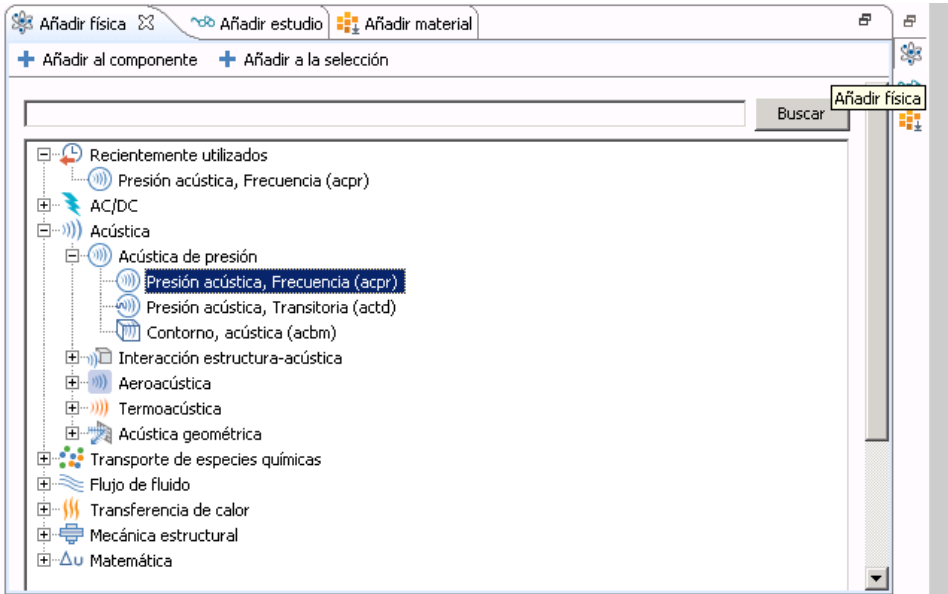 Añadir física Añadir estudio Añadir material
Añadir al componente Añadir a la selección
Añadir física
Buscar
Recientemente utilizados
Presión acústica, Frecuencia (acpr)
AC/DC
Acústica
Acústica de presión
Presión acústica, Frecuencia (acpr)
Presión acústica, Transitoria (actd)
Contorno, acústica (acbm)
Interacción estructura-acústica
Aeroacústica
Termoacústica
Acústica geométrica
Transporte de especies químicas
Flujo de fluido
Transferencia de calor
Mecánica estructural
Δu Matemática